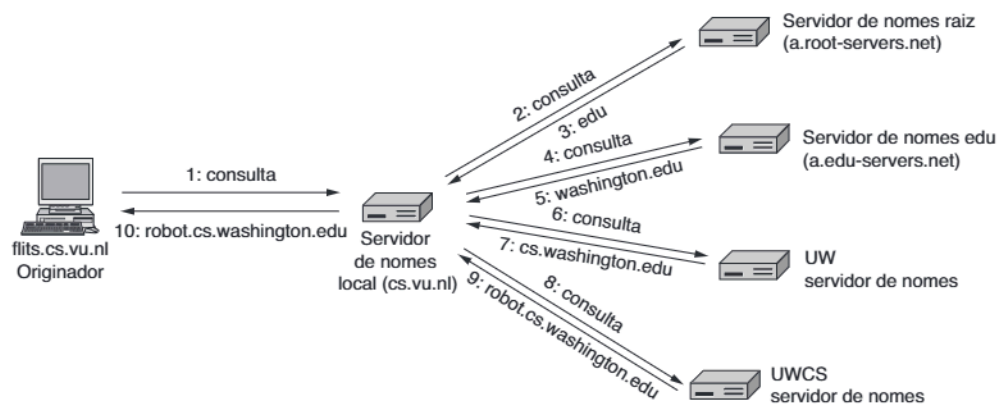 Servidor de nomes raiz
(a.root-servers.net)
2: consulta
3: edu
4: consulta
5: washington.edu
Servidor de nomes edu
(a.edu-servers.net)
1: consulta
10: robot.cs.washington.edu
flits.cs.vu.nl
Originador
Servidor
de nomes
local (cs.vu.nl)
6: consulta
7: cs.washington.edu
UW
servidor de nomes
8: consulta
9: robot.cs.washington.edu
UWCS
servidor de nomes